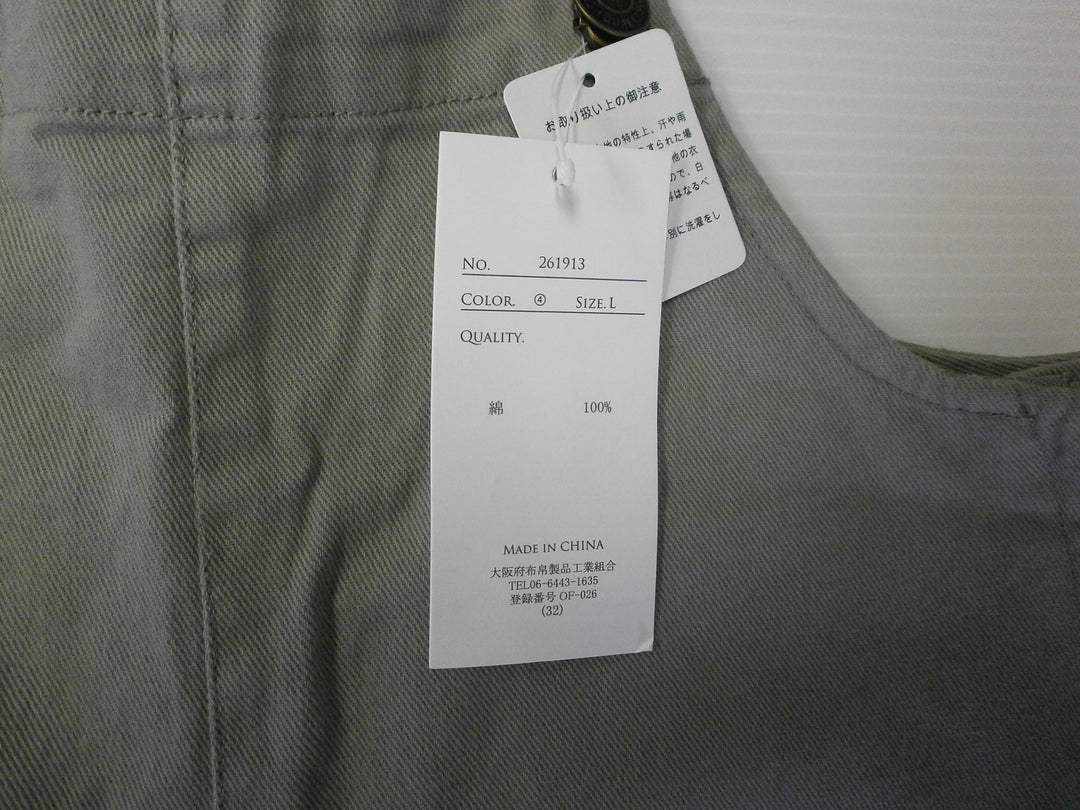 お取り扱い上の御注意
地の特性上、汗や雨
すられた場
他の衣
ので、白
はなるべ
別に洗濯をし
NO. 261913
COLOR. ④ SIZE. L
QUALITY.
綿 100%
MADE IN CHINA
大阪府布帛製品工業組合
TEL06-6443-1635
登録番号 OF-026
(32)